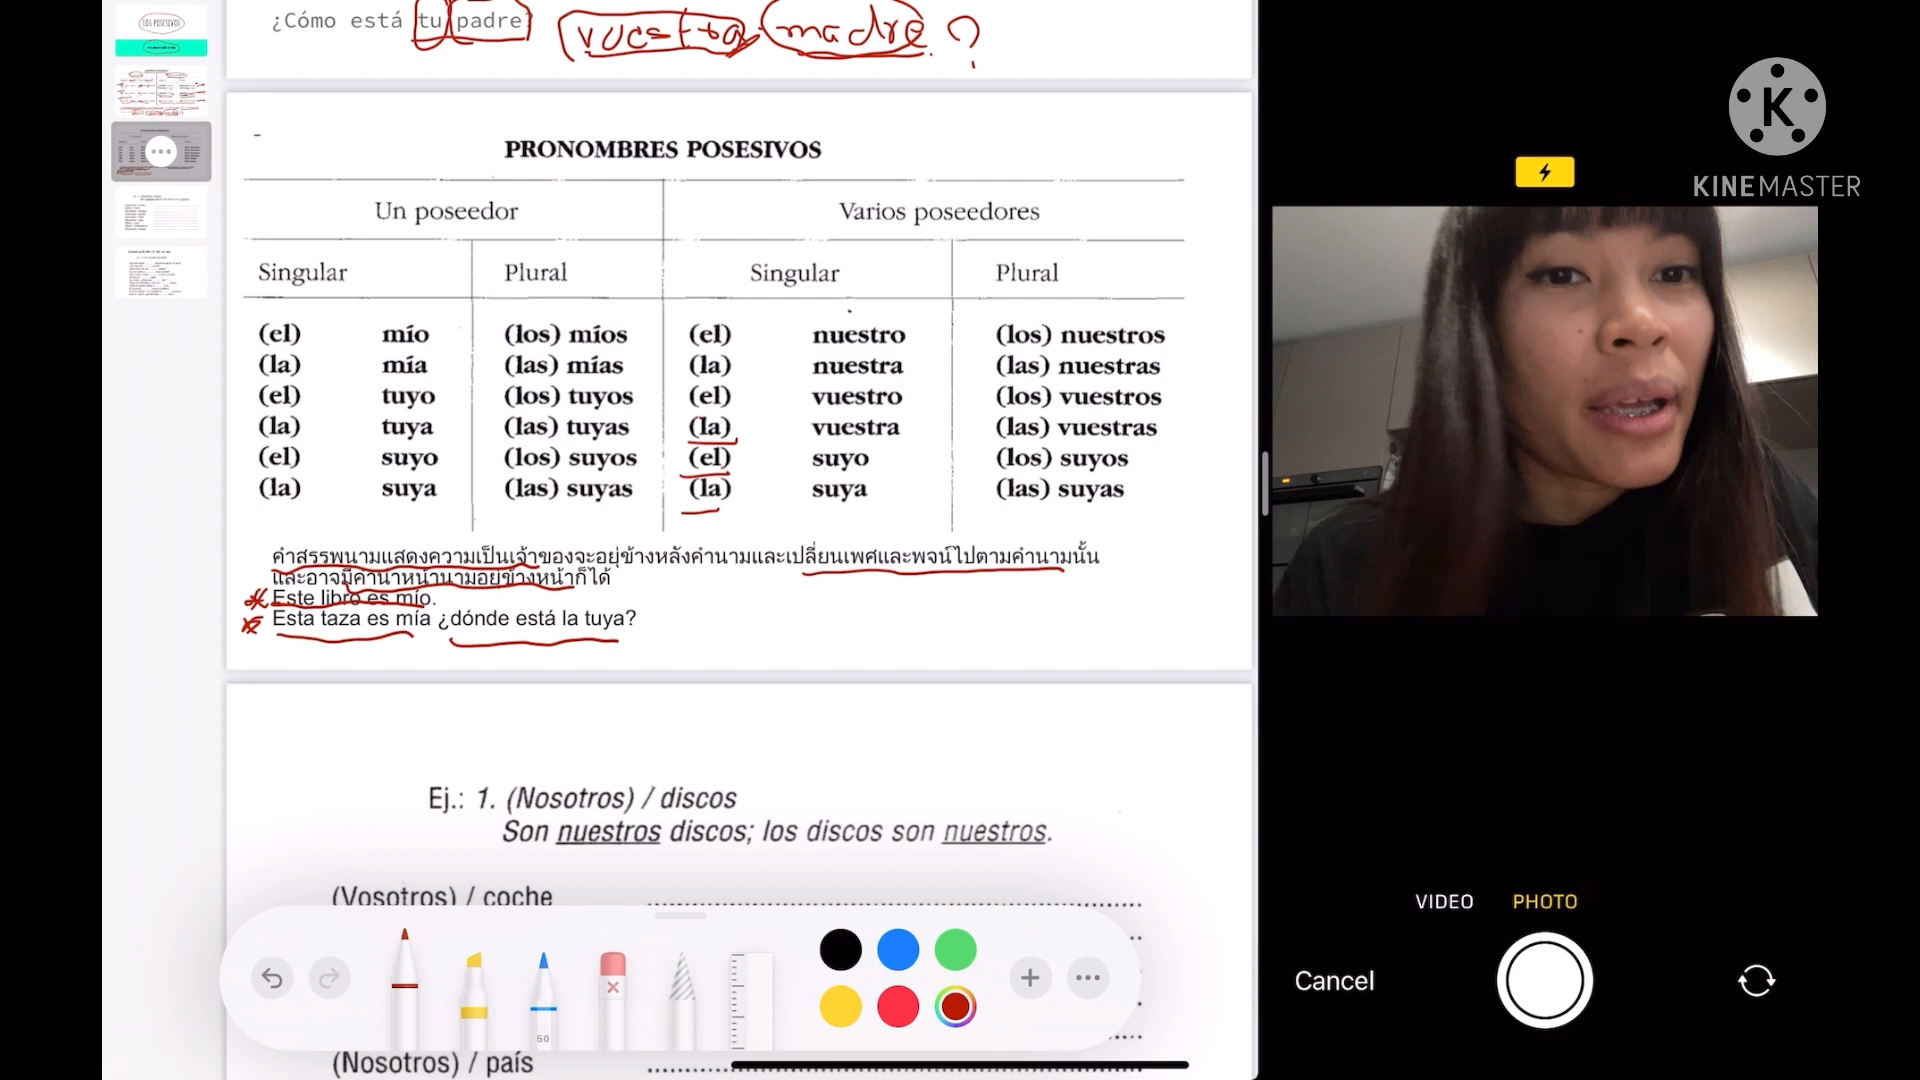 ¿Cómo está tu padre
vuestra madre ?
PRONOMBRES POSESIVOS
Un poseedor Varios poseedores
Singular Plural Singular Plural
(el) mío (los) míos (el) nuestro (los) nuestros
(la) mía (las) mías (la) nuestra (las) nuestras
(el) tuyo (los) tuyos (el) vuestro (los) vuestros
(la) tuya (las) tuyas (la) vuestra (las) vuestras
(el) suyo (los) suyos (el) suyo (los) suyos
(la) suya (las) suyas (la) suya (las) suyas
คำสรรพนามแสดงความเป็นเจ้าของจะอยู่ข้างหลังคำนามและเปลี่ยนเพศและพจน์ไปตามคำนามนั้น
และอาจมีคำนำหน้านามอยู่ข้างหน้าก็ได้
Este libro es mío.
Esta taza es mía ¿dónde está la tuya?
Ej.: 1. (Nosotros) / discos
Son nuestros discos; los discos son nuestros.
(Vosotros) / coche
50
(Nosotros) / país
LOS POSESIVOS
K
KINEMASTER
VIDEO PHOTO
Cancel